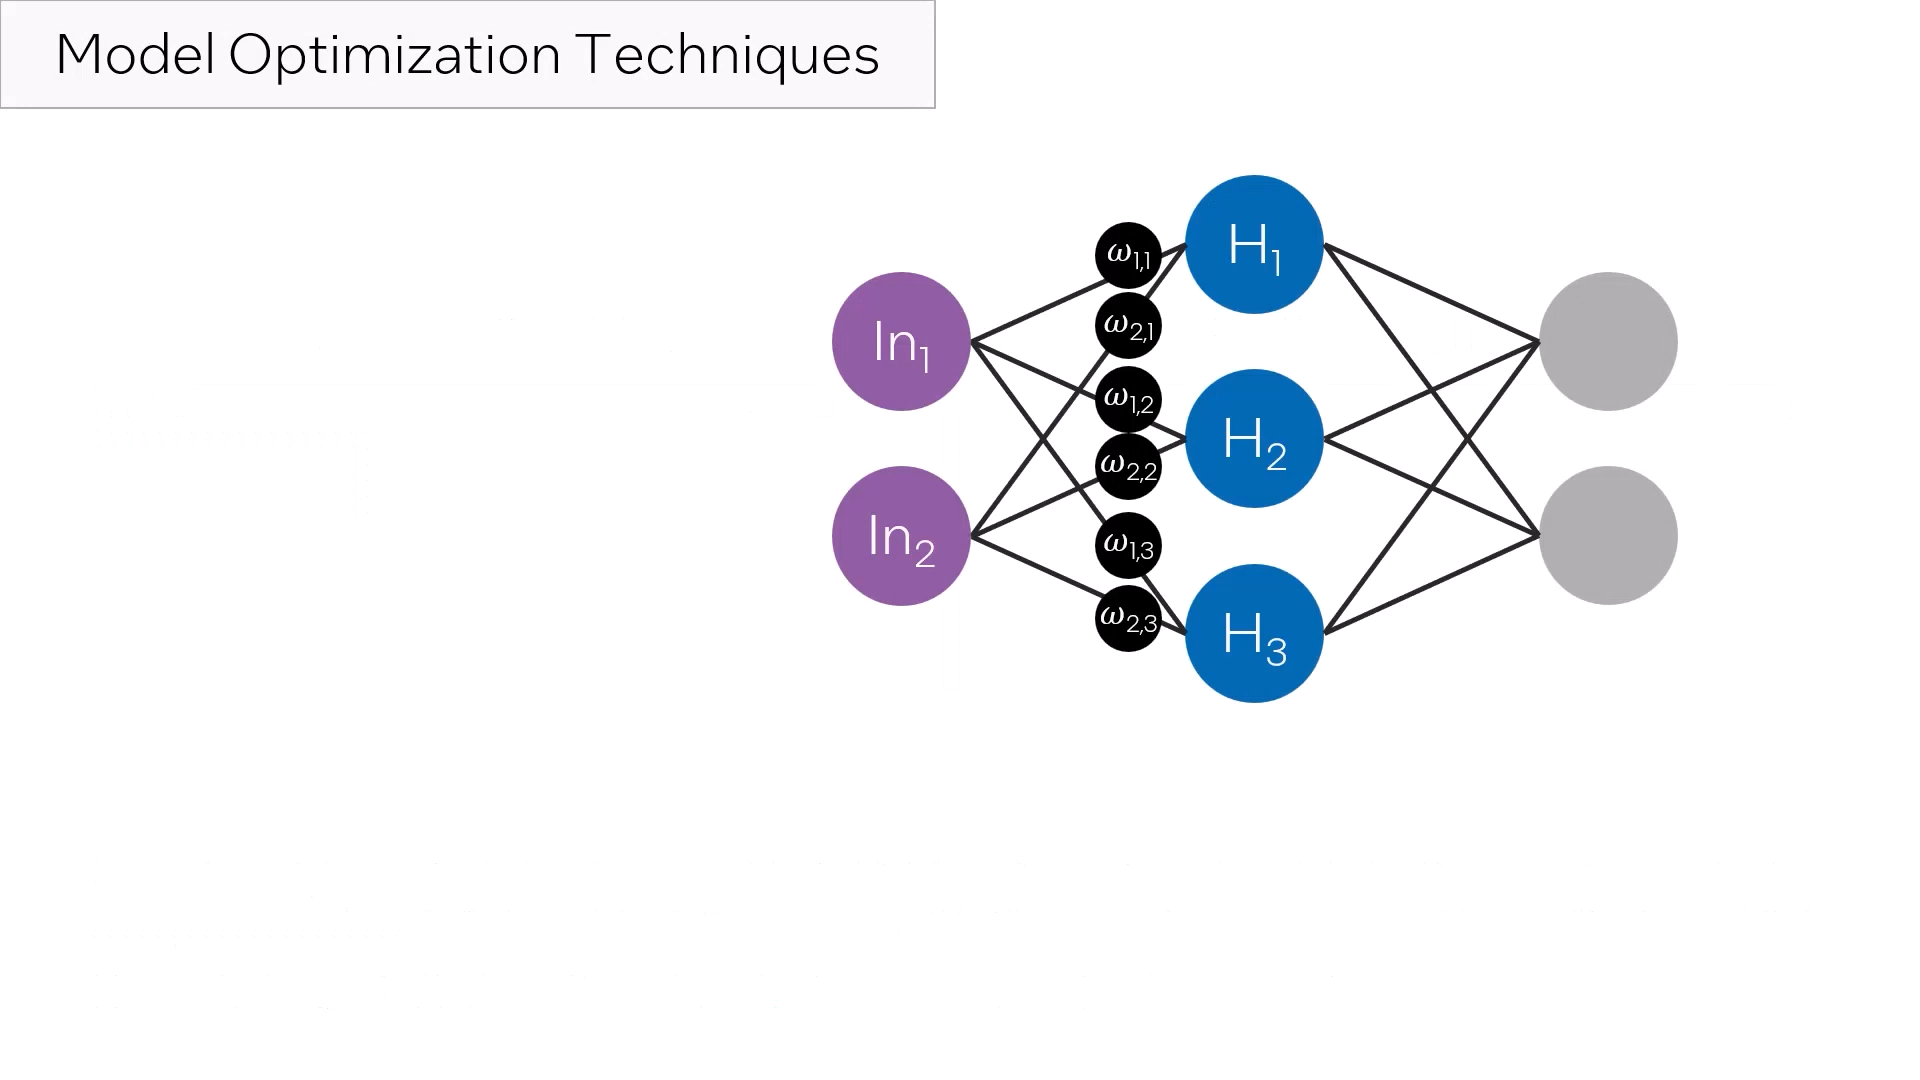 Model Optimization Techniques
In₁
In₂
ω₁,₁
ω₂,₁
ω₁,₂
ω₂,₂
ω₁,₃
ω₂,₃
H₁
H₂
H₃